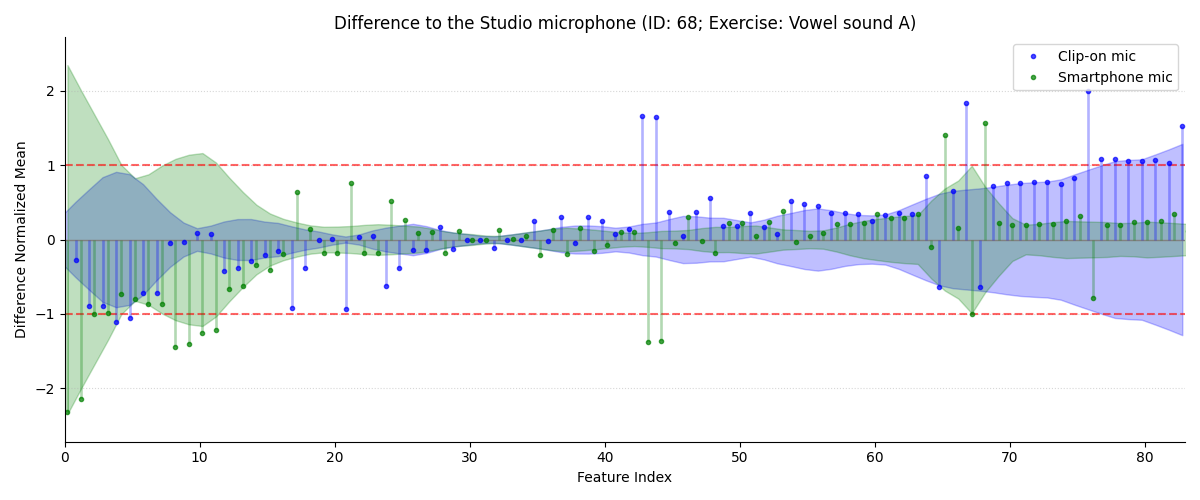 Difference to the Studio microphone (ID: 68; Exercise: Vowel sound A)
Clip-on mic
Smartphone mic
Difference Normalized Mean
2
1
0
−1
−2
0 10 20 30 40 50 60 70 80
Feature Index